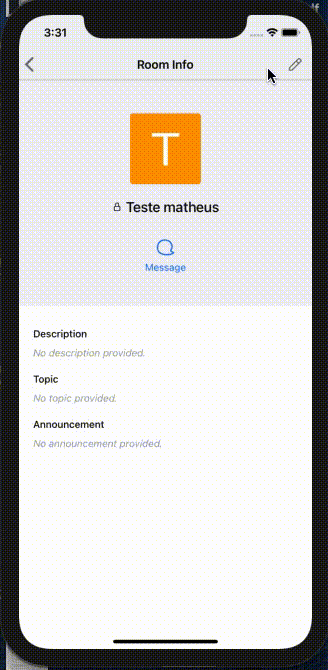 3:31
Room Info
T
Teste matheus
Message
Description
No description provided.
Topic
No topic provided.
Announcement
No announcement provided.